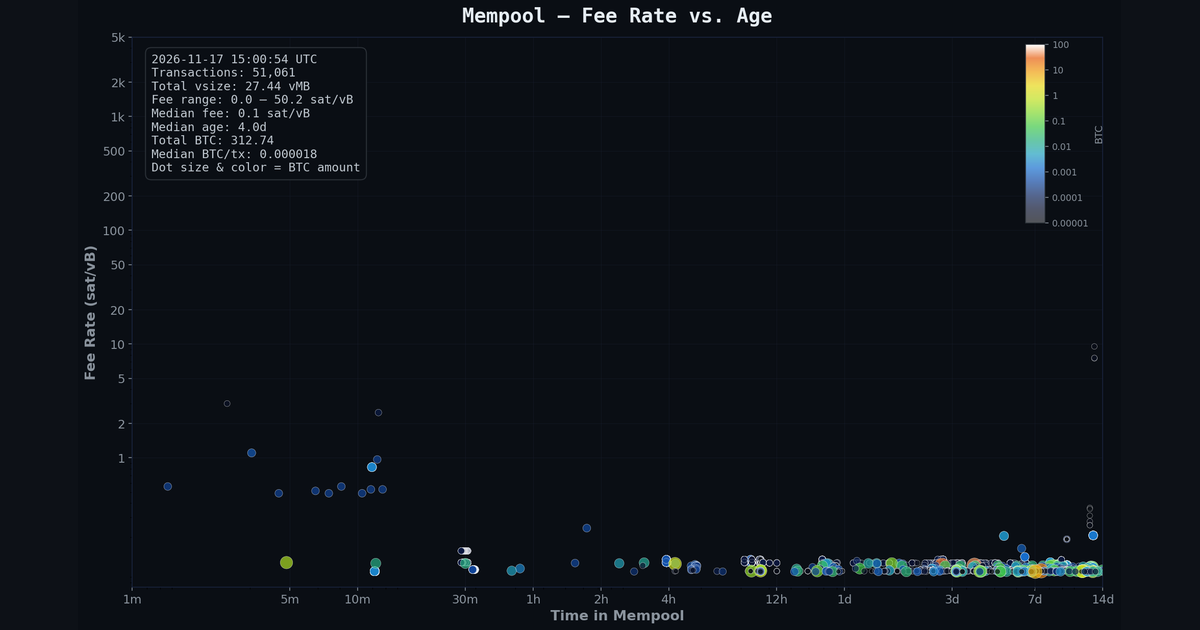 Mempool — Fee Rate vs. Age
2026-11-17 15:00:54 UTC
Transactions: 51,061
Total vsize: 27.44 vMB
Fee range: 0.0 — 50.2 sat/vB
Median fee: 0.1 sat/vB
Median age: 4.0d
Total BTC: 312.74
Median BTC/tx: 0.000018
Dot size & color = BTC amount
100
10
1
0.1
0.01
0.001
0.0001
0.00001
BTC
Fee Rate (sat/vB)
5k
2k
1k
500
200
100
50
20
10
5
2
1
1m
5m
10m
30m
1h
2h
4h
12h
1d
3d
7d
14d
Time in Mempool